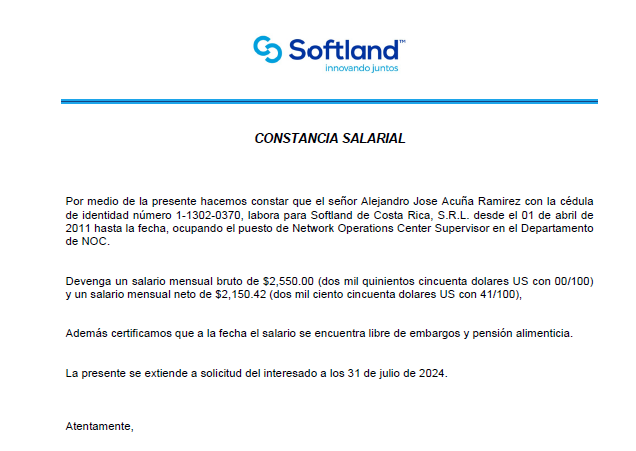 Softland™
innovando juntos
CONSTANCIA SALARIAL
Por medio de la presente hacemos constar que el señor Alejandro Jose Acuña Ramirez con la cédula
de identidad número 1-1302-0370, labora para Softland de Costa Rica, S.R.L. desde el 01 de abril de
2011 hasta la fecha, ocupando el puesto de Network Operations Center Supervisor en el Departamento
de NOC.
Devenga un salario mensual bruto de $2,550.00 (dos mil quinientos cincuenta dolares US con 00/100)
y un salario mensual neto de $2,150.42 (dos mil ciento cincuenta dolares US con 41/100),
Además certificamos que a la fecha el salario se encuentra libre de embargos y pensión alimenticia.
La presente se extiende a solicitud del interesado a los 31 de julio de 2024.
Atentamente,